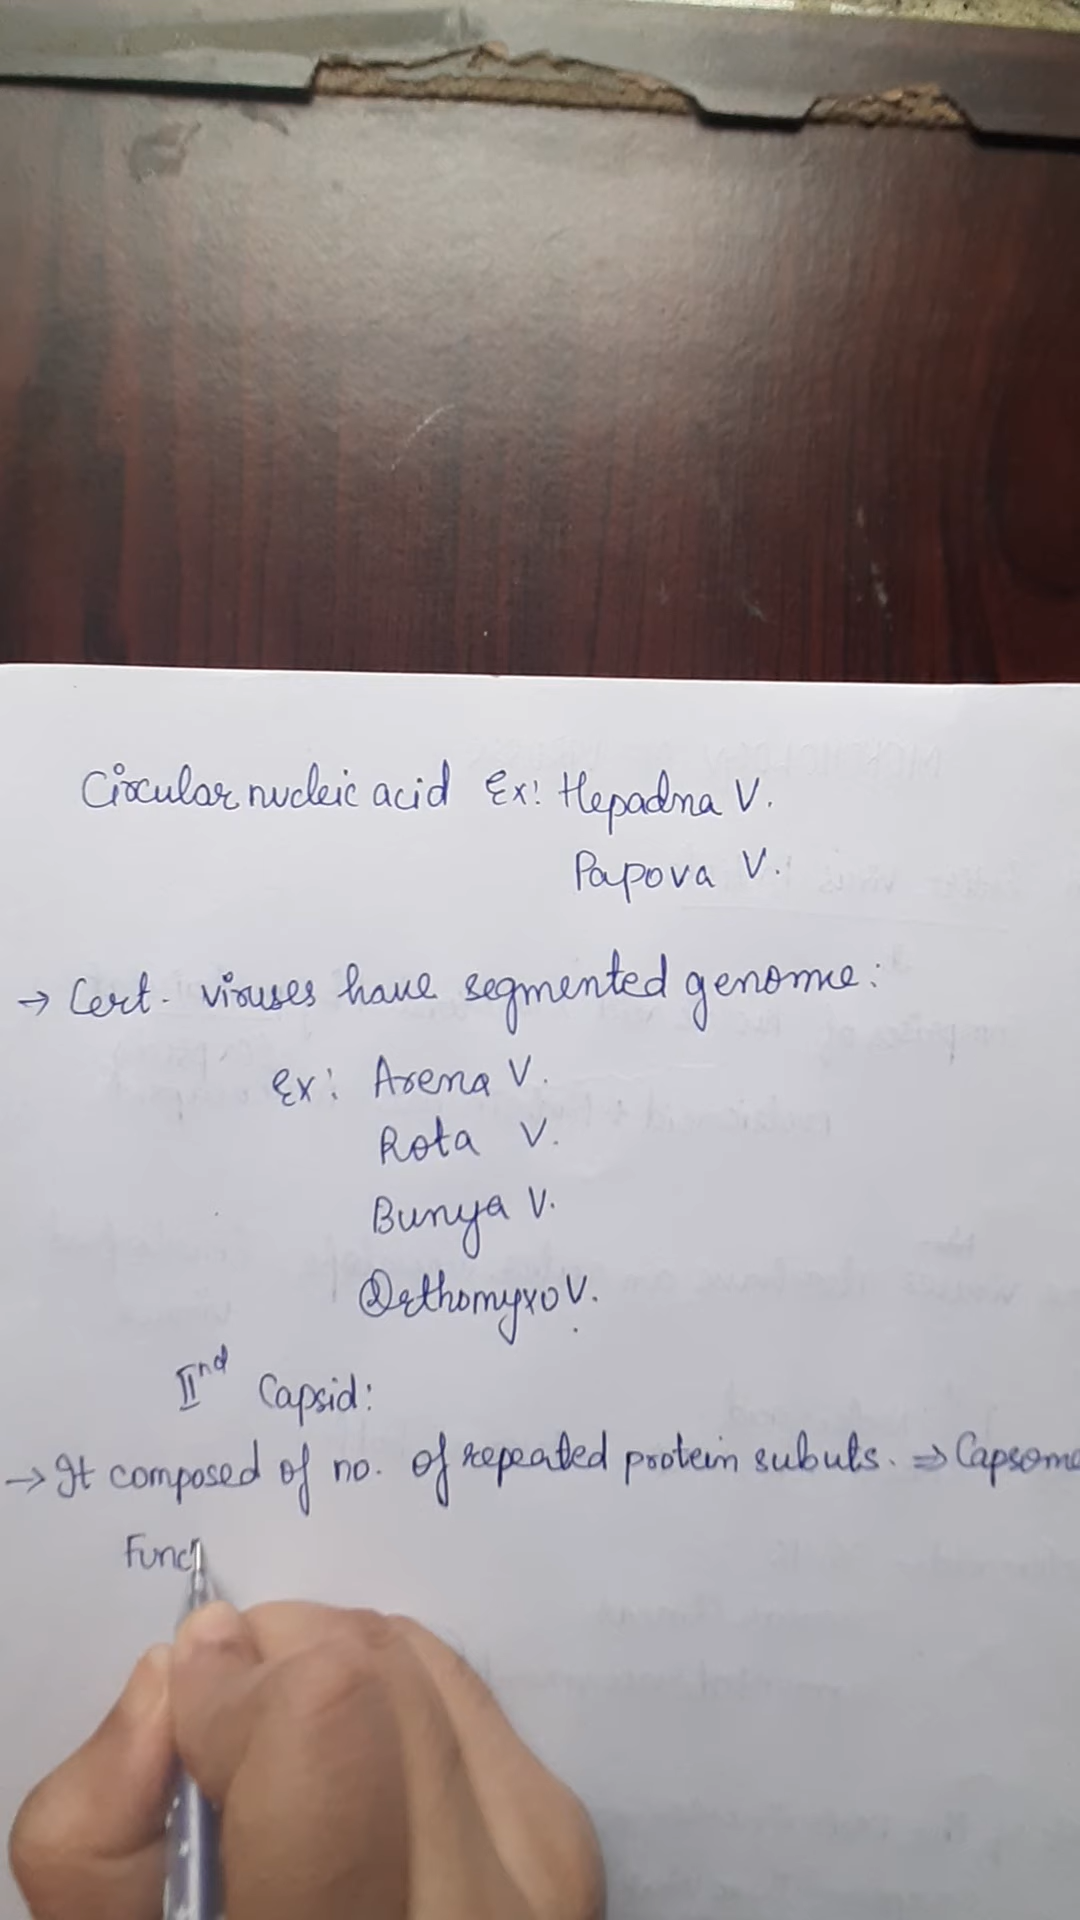 Circular nucleic acid Ex: Hepadna V.
Papova V.
→ Cert. viruses have segmented genome:
Ex: Arena V.
Rota V.
Bunya V.
Orthomyxo V.
IInd Capsid:
→ It composed of no. of repeated protein subuts. ⇒ Capsome
Funct